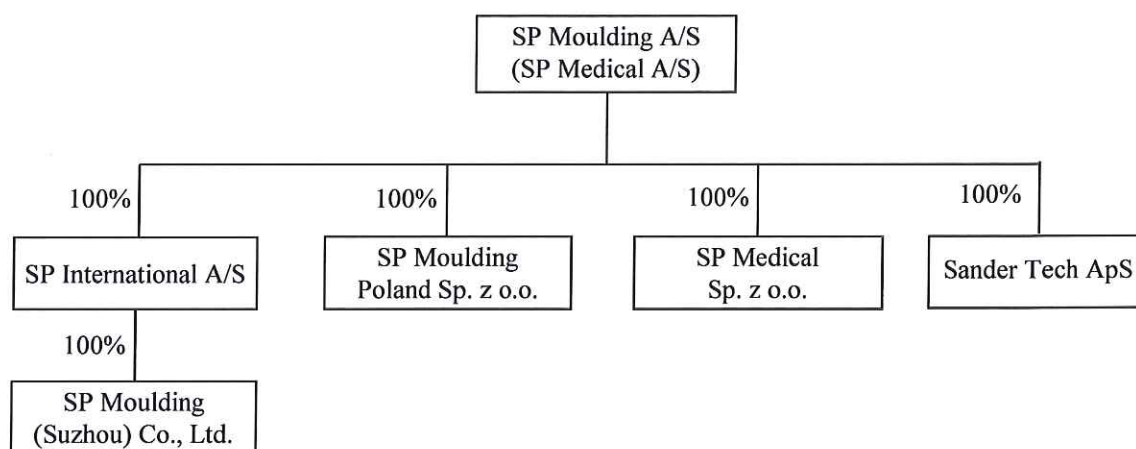 SP Moulding A/S
(SP Medical A/S)
100%
100%
100%
100%
SP International A/S
SP Moulding
Poland Sp. z o.o.
SP Medical
Sp. z o.o.
Sander Tech ApS
100%
SP Moulding
(Suzhou) Co., Ltd.